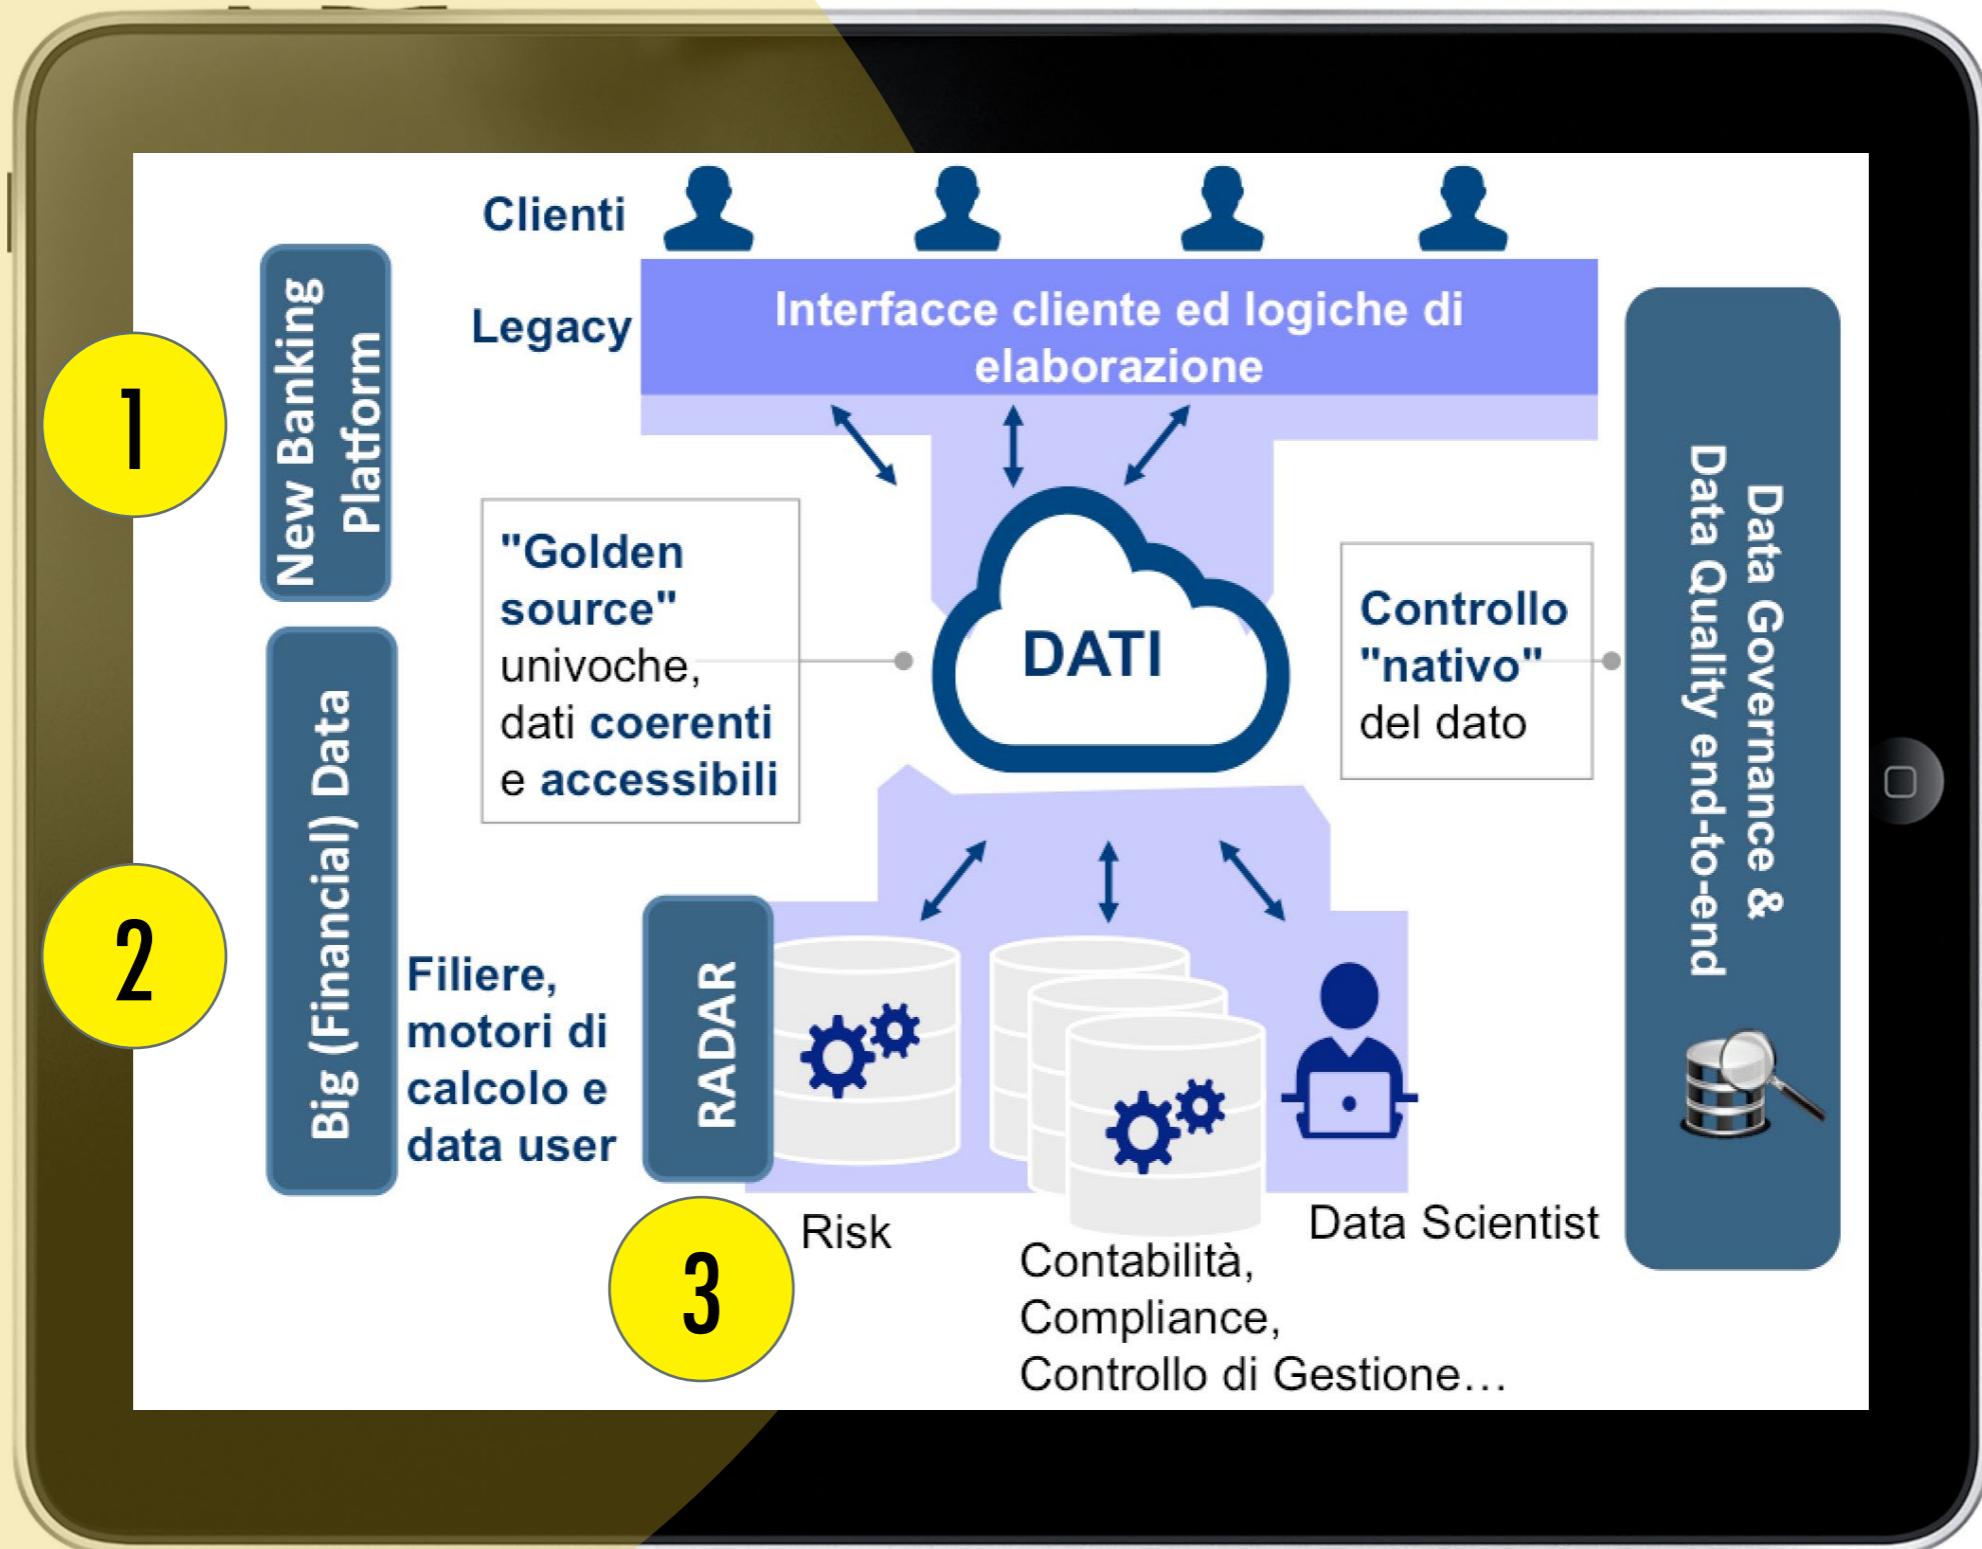 Clienti
Legacy
Interfacce cliente ed logiche di
elaborazione
1
New Banking
Platform
"Golden
source"
univoche,
dati coerenti
e accessibili
DATI
Controllo
"nativo"
del dato
Data Governance &
Data Quality end-to-end
2
Big (Financial) Data
Filiere,
motori di
calcolo e
data user
RADAR
3
Risk
Contabilità,
Compliance,
Controllo di Gestione...
Data Scientist